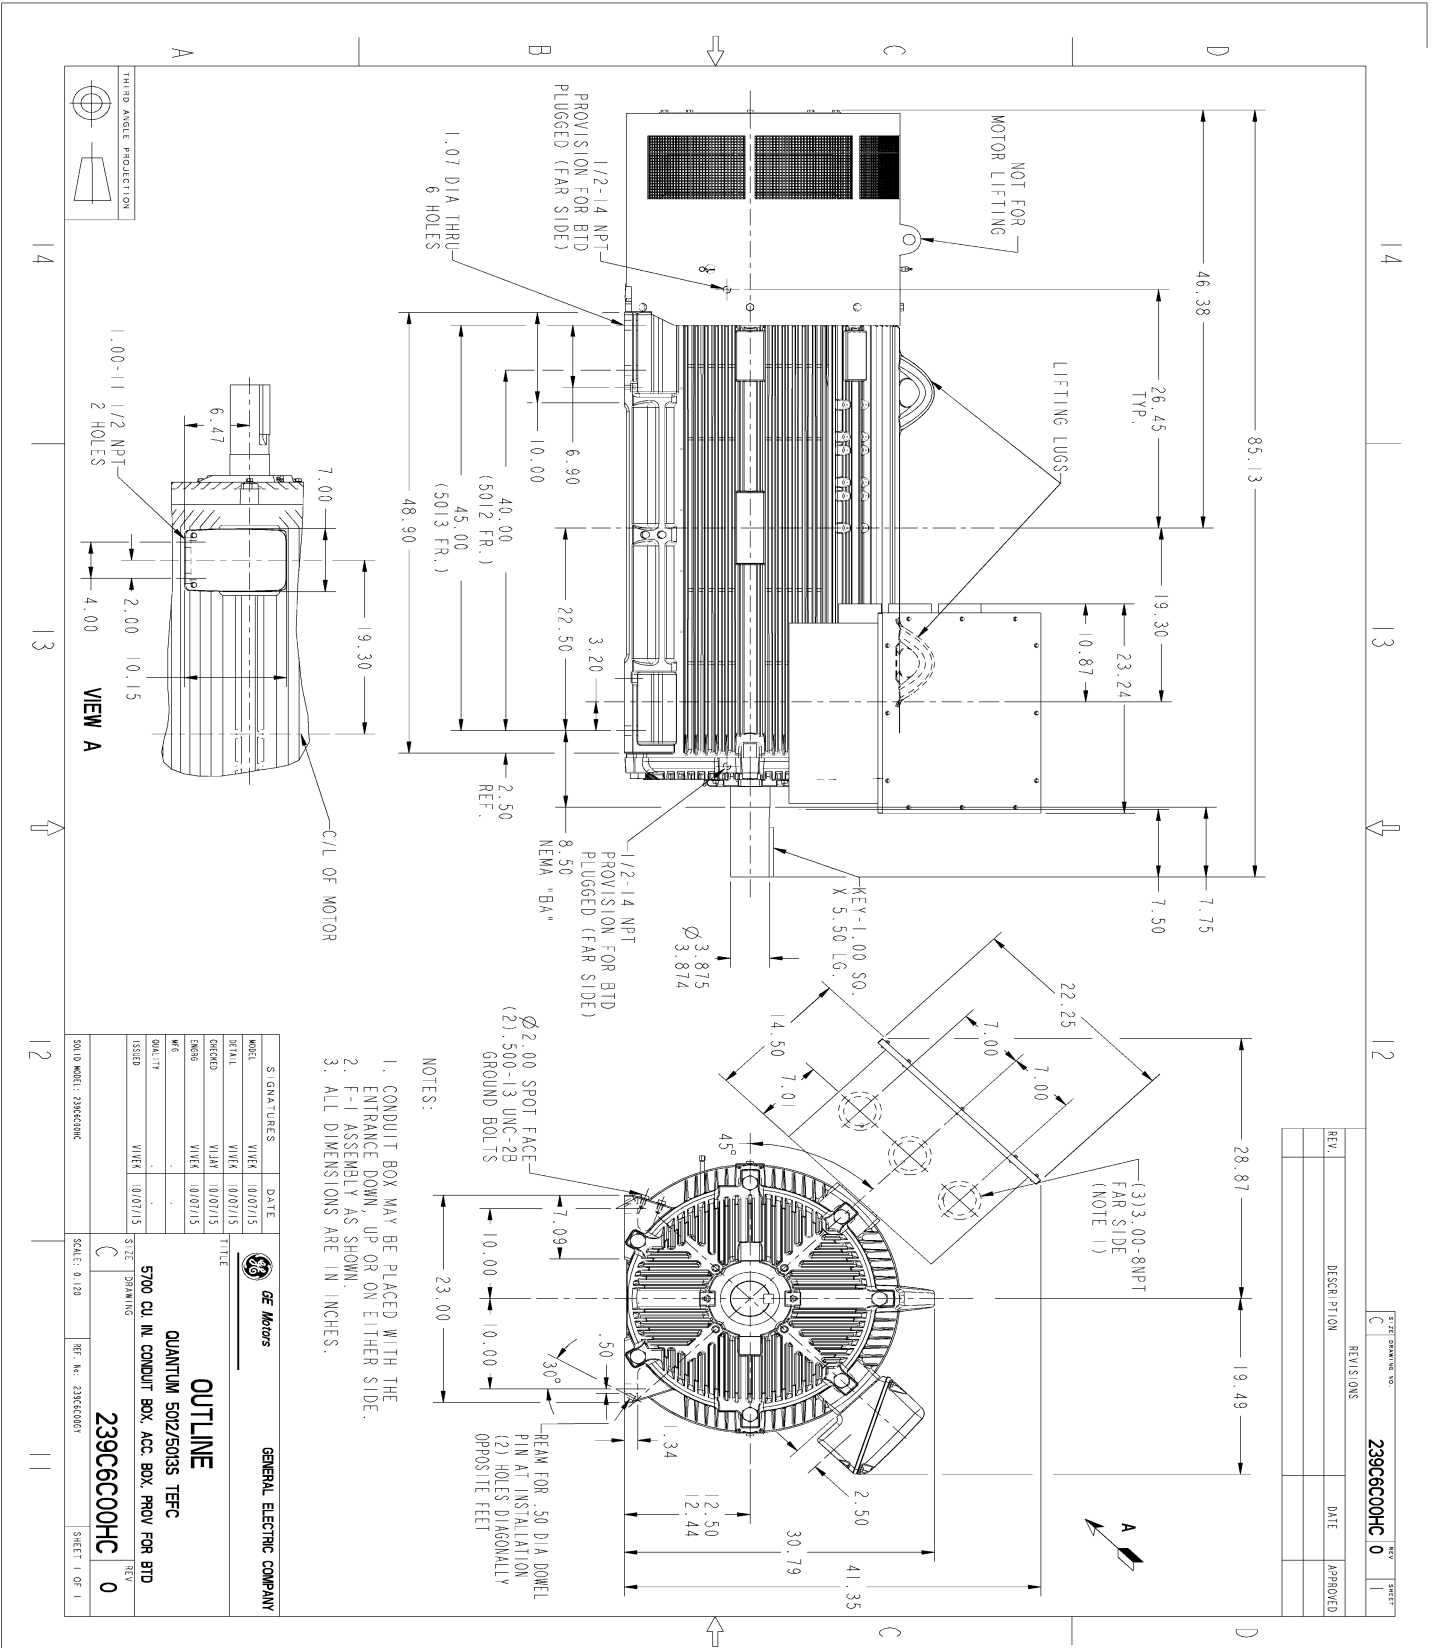 D
C
B
A
14
13
12
11
SIZE
C
DRAWING NO.
239C6C00HC
REV
0
SHEET
1
REVISIONS
REV.
DESCRIPTION
DATE
APPROVED
85.13
46.38
26.45
TYP.
19.30
23.24
10.87
7.75
7.50
NOT FOR
MOTOR LIFTING
LIFTING LUGS
1/2-14 NPT
PROVISION FOR BTD
PLUGGED (FAR SIDE)
1.07 DIA THRU
6 HOLES
6.90
10.00
40.00
(5012 FR.)
45.00
(5013 FR.)
48.90
22.50
3.20
2.50
REF.
8.50
NEMA "BA"
1/2-14 NPT
PROVISION FOR BTD
PLUGGED (FAR SIDE)
KEY-1.00 SQ.
X 5.50 LG.
Ø 3.875
3.874
28.87
19.49
22.25
7.00
7.00
14.50
7.01
45°
(3)3.00-8NPT
FAR SIDE
(NOTE 1)
A
Ø2.00 SPOT FACE
(2).500-13 UNC-2B
GROUND BOLTS
7.09
10.00
10.00
23.00
.50
30°
1.34
2.50
12.50
12.44
30.79
41.35
REAM FOR .50 DIA DOWEL
PIN AT INSTALLATION
(2) HOLES DIAGONALLY
OPPOSITE FEET
1.00-11 1/2 NPT
2 HOLES
6.47
7.00
19.30
2.00
4.00
10.15
C/L OF MOTOR
VIEW A
NOTES:
1. CONDUIT BOX MAY BE PLACED WITH THE
ENTRANCE DOWN, UP OR ON EITHER SIDE.
2. F-1 ASSEMBLY AS SHOWN.
3. ALL DIMENSIONS ARE IN INCHES.
THIRD ANGLE PROJECTION
SIGNATURES
DATE
MODEL VIVEK 10/07/15
DETAIL VIVEK 10/07/15
CHECKED VIJAY 10/07/15
ENGRG VIVEK 10/07/15
MFG . .
QUALITY . .
ISSUED VIVEK 10/07/15
SOLID MODEL: 239C6C00HC
GE Motors
GENERAL ELECTRIC COMPANY
TITLE
OUTLINE
QUANTUM 5012/5013S TEFC
5700 CU. IN. CONDUIT BOX, ACC. BOX, PROV FOR BTD
SIZE
C
DRAWING
239C6C00HC
REV
0
SCALE: 0.120
REF. No: 239C6C00GY
SHEET 1 OF 1
14
13
12
11
A
B
C
D